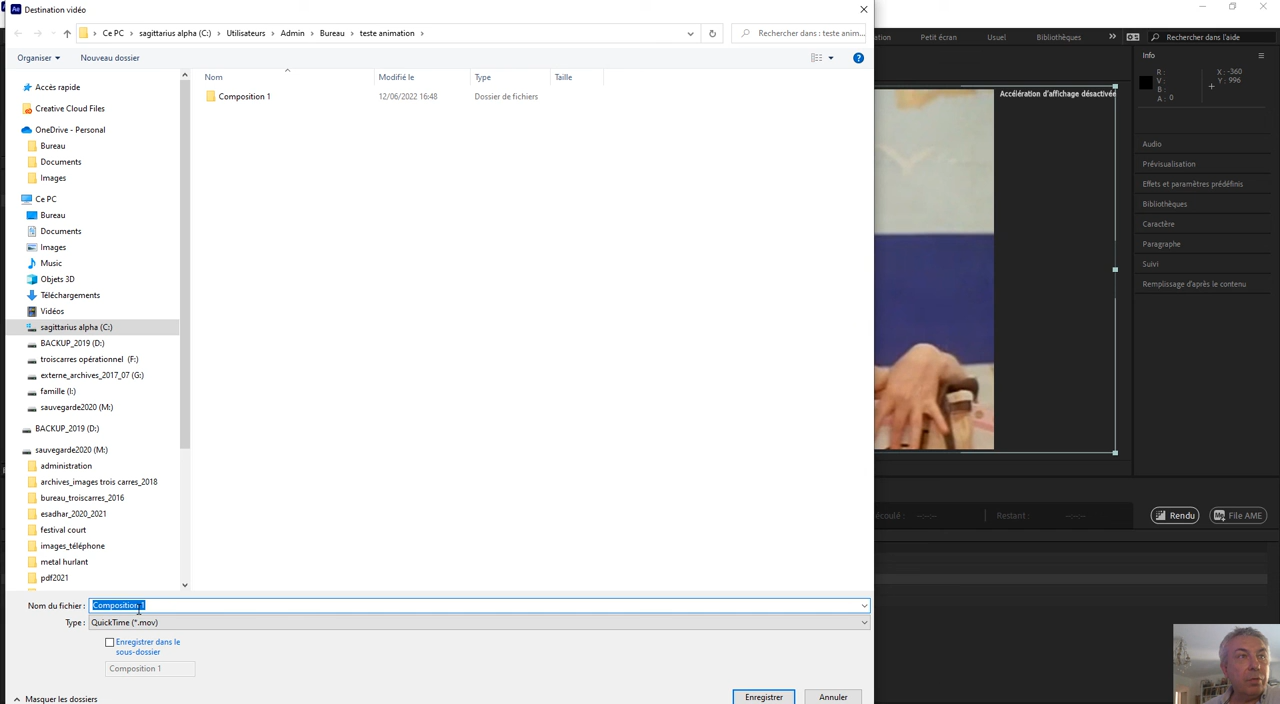 Destination vidéo
Ce PC > sagittarius alpha (C:) > Utilisateurs > Admin > Bureau > teste animation >
Rechercher dans : teste anim...
Organiser
Nouveau dossier
?
Nom
Modifié le
Type
Taille
Composition 1
12/06/2022 16:48
Dossier de fichiers
Accès rapide
Creative Cloud Files
OneDrive - Personal
Bureau
Documents
Images
Ce PC
Bureau
Documents
Images
Music
Objets 3D
Téléchargements
Vidéos
sagittarius alpha (C:)
BACKUP_2019 (D:)
troiscarres opérationnel (F:)
externe_archives_2017_07 (G:)
famille (I:)
sauvegarde2020 (M:)
BACKUP_2019 (D:)
sauvegarde2020 (M:)
administration
archives_images trois carres_2018
bureau_troiscarres_2016
esadhar_2020_2021
festival court
images_téléphone
metal hurlant
pdf2021
Nom du fichier :
Composition 1
Type :
QuickTime (*.mov)
Enregistrer dans le
sous-dossier
Composition 1
Masquer les dossiers
Enregistrer
Annuler
ation
Petit écran
Usuel
Bibliothèques
Rechercher dans l'aide
Accélération d'affichage désactivée
Info
R :
V :
B :
A : 0
X : -360
Y : 996
Audio
Prévisualisation
Effets et paramètres prédéfinis
Bibliothèques
Caractère
Paragraphe
Suivi
Remplissage d'après le contenu
écoulé :
Restant :
Rendu
File AME